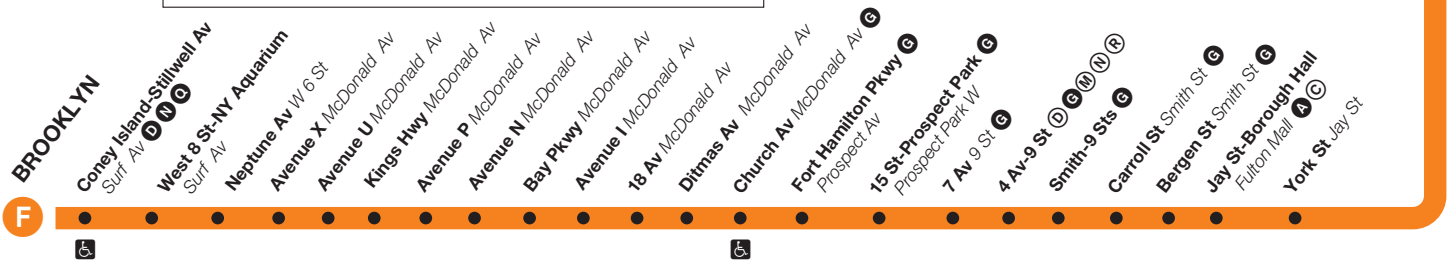 BROOKLYN
Coney Island-Stillwell Av
Surf Av D N Q
West 8 St-NY Aquarium
Surf Av
Neptune Av W 6 St
Avenue X McDonald Av
Avenue U McDonald Av
Kings Hwy McDonald Av
Avenue P McDonald Av
Avenue N McDonald Av
Bay Pkwy McDonald Av
Avenue I McDonald Av
18 Av McDonald Av
Ditmas Av McDonald Av
Church Av McDonald Av G
Fort Hamilton Pkwy G
Prospect Av
15 St-Prospect Park G
Prospect Park W
7 Av 9 St G
4 Av-9 St D G M N R
Smith-9 Sts G
Carroll St Smith St G
Bergen St Smith St G
Jay St-Borough Hall
Fulton Mall A C
York St Jay St
F